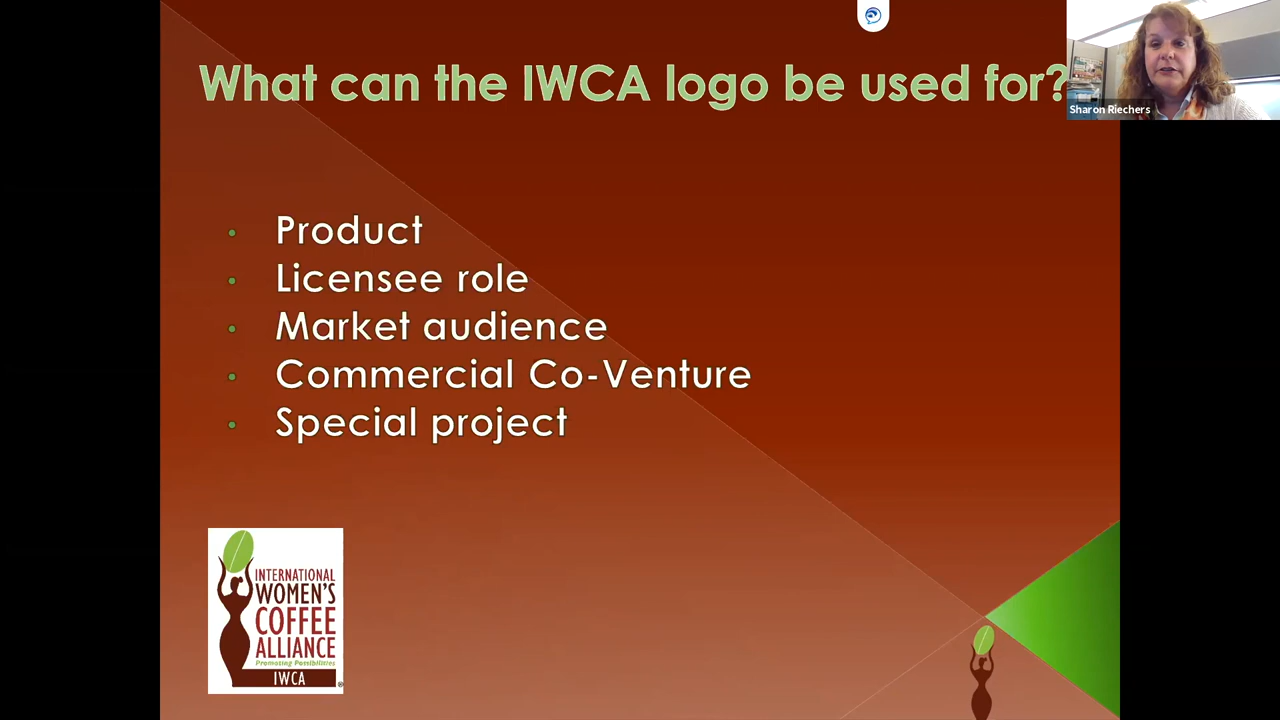 What can the IWCA logo be used for?
Sharon Riechers
• Product
• Licensee role
• Market audience
• Commercial Co-Venture
• Special project
INTERNATIONAL
WOMEN'S
COFFEE
ALLIANCE
Promoting Possibilities
IWCA
®